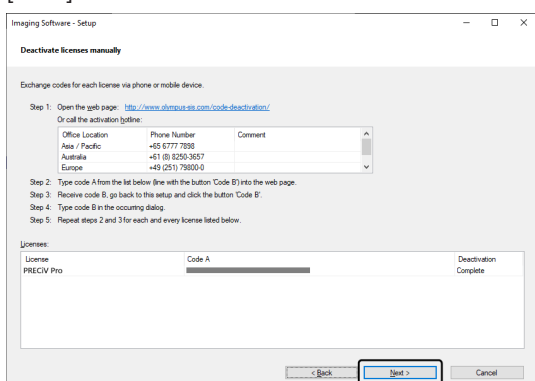 Imaging Software - Setup
Deactivate licenses manually
Exchange codes for each license via phone or mobile device.
Step 1: Open the web page: http://www.olympus-sis.com/code-deactivation/
Or call the activation hotline:
Office Location Phone Number Comment
Asia / Pacific +65 6777 7898
Australia +61 (8) 8250-3657
Europe +49 (251) 79800-0
Step 2: Type code A from the list below (line with the button 'Code B') into the web page.
Step 3: Receive code B, go back to this setup and click the button 'Code B'.
Step 4: Type code B in the occurring dialog.
Step 5: Repeat steps 2 and 3 for each and every license listed below.
Licenses:
License Code A Deactivation
PRECiV Pro Complete
< Back Next > Cancel